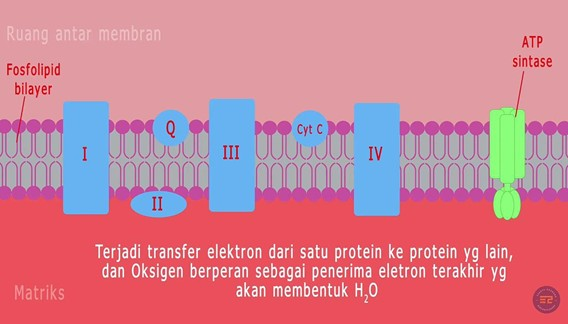 Ruang antar membran
ATP
sintase
Fosfolipid
bilayer
I
Q
II
III
Cyt C
IV
Terjadi transfer elektron dari satu protein ke protein yg lain,
dan Oksigen berperan sebagai penerima eletron terakhir yg
akan membentuk H₂O
Matriks